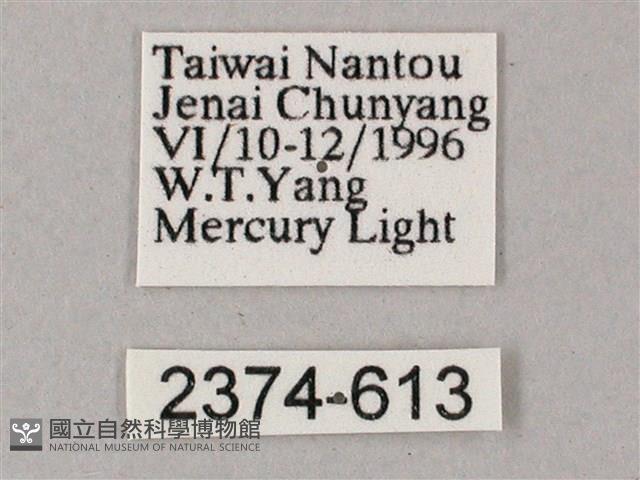 Taiwai Nantou
Jenai Chunyang
VI/10-12/1996
W.T.Yang
Mercury Light
2374-613
國立自然科學博物館
NATIONAL MUSEUM OF NATURAL SCIENCE